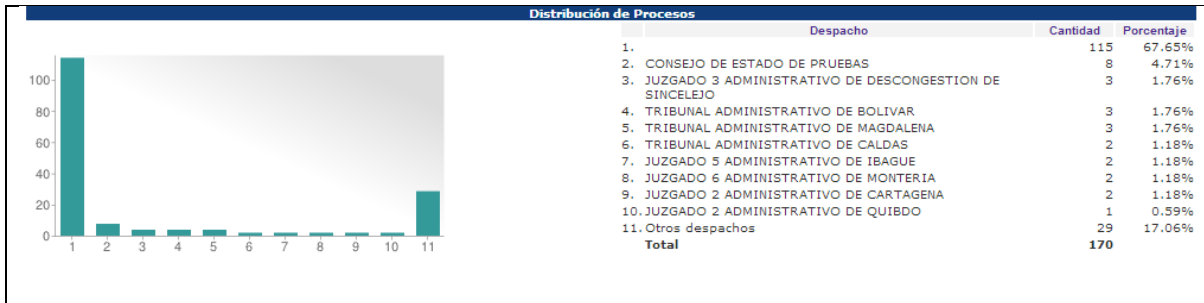 Distribución de Procesos
Despacho Cantidad Porcentaje
1. 115 67.65%
2. CONSEJO DE ESTADO DE PRUEBAS 8 4.71%
3. JUZGADO 3 ADMINISTRATIVO DE DESCONGESTION DE 3 1.76%
SINCELEJO
4. TRIBUNAL ADMINISTRATIVO DE BOLIVAR 3 1.76%
5. TRIBUNAL ADMINISTRATIVO DE MAGDALENA 3 1.76%
6. TRIBUNAL ADMINISTRATIVO DE CALDAS 2 1.18%
7. JUZGADO 5 ADMINISTRATIVO DE IBAGUE 2 1.18%
8. JUZGADO 6 ADMINISTRATIVO DE MONTERIA 2 1.18%
9. JUZGADO 2 ADMINISTRATIVO DE CARTAGENA 2 1.18%
10. JUZGADO 2 ADMINISTRATIVO DE QUIBDO 1 0.59%
11. Otros despachos 29 17.06%
Total 170
100
80
60
40
20
0
1 2 3 4 5 6 7 8 9 10 11